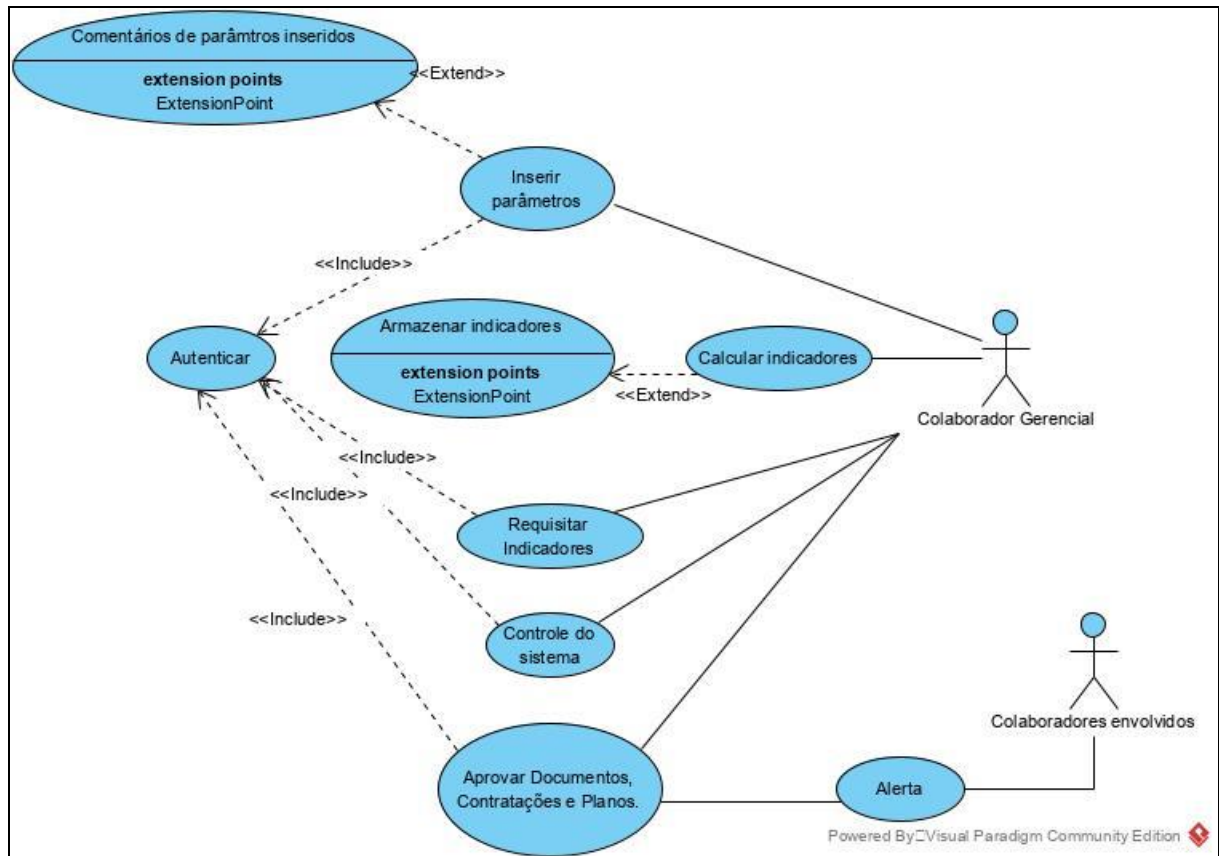 Comentários de parâmtros inseridos
extension points
ExtensionPoint
<<Extend>>
Inserir
parâmetros
<<Include>>
Autenticar
Armazenar indicadores
extension points
ExtensionPoint
<<Extend>>
Calcular indicadores
Colaborador Gerencial
<<Include>>
<<Include>>
Requisitar
Indicadores
<<Include>>
Controle do
sistema
Colaboradores envolvidos
Aprovar Documentos,
Contratações e Planos.
Alerta
Powered By Visual Paradigm Community Edition